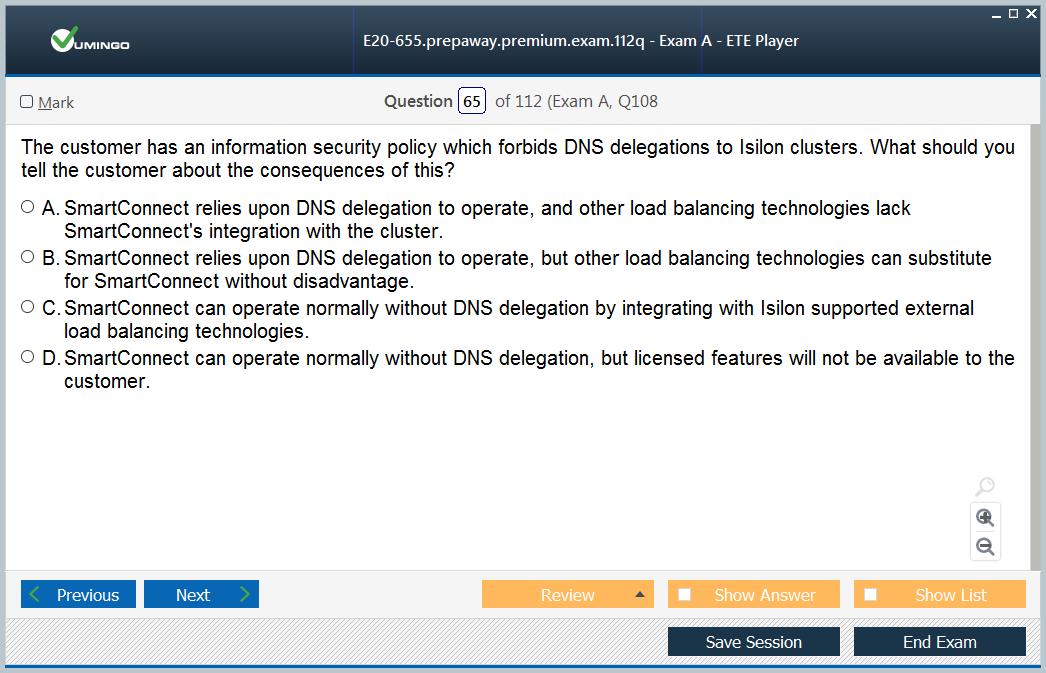 VUMINGO
E20-655.prepaway.premium.exam.112q - Exam A - ETE Player
Mark
Question 65 of 112 (Exam A, Q108
The customer has an information security policy which forbids DNS delegations to Isilon clusters. What should you
tell the customer about the consequences of this?
A. SmartConnect relies upon DNS delegation to operate, and other load balancing technologies lack
SmartConnect's integration with the cluster.
B. SmartConnect relies upon DNS delegation to operate, but other load balancing technologies can substitute
for SmartConnect without disadvantage.
C. SmartConnect can operate normally without DNS delegation by integrating with Isilon supported external
load balancing technologies.
D. SmartConnect can operate normally without DNS delegation, but licensed features will not be available to the
customer.
Previous
Next
Review
Show Answer
Show List
Save Session
End Exam